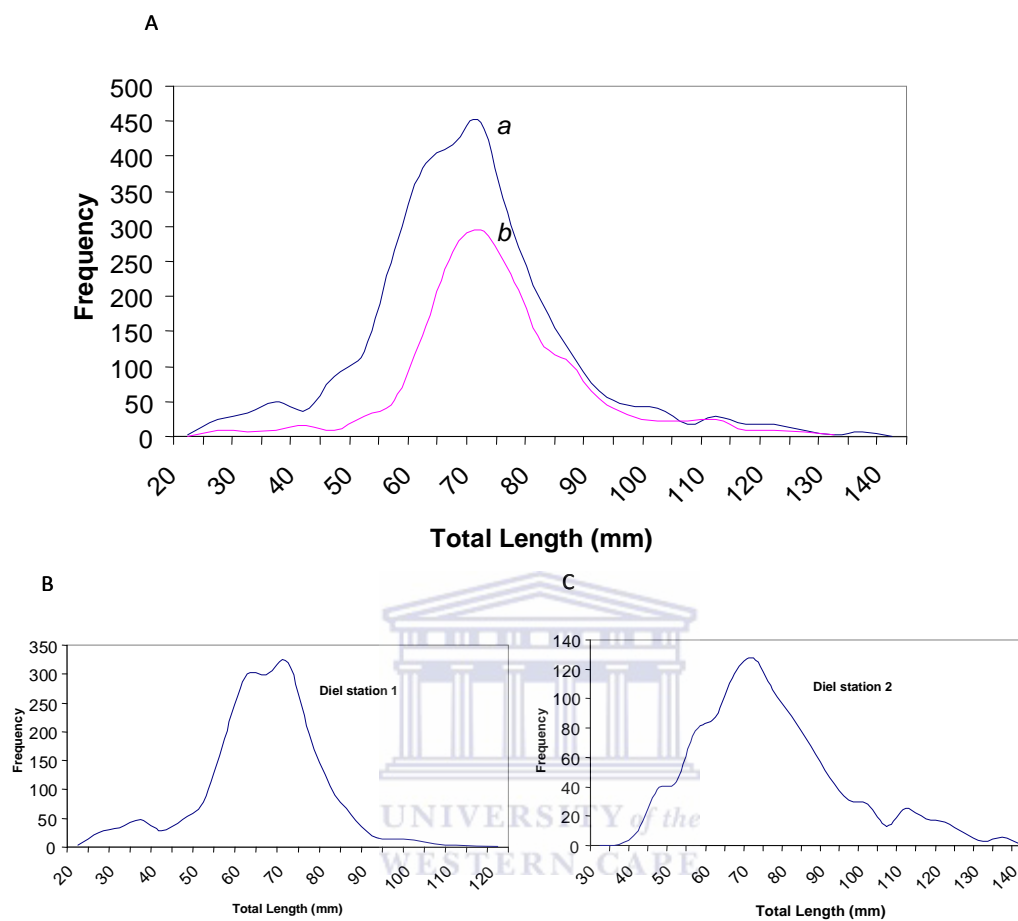 A
500
450
400
350
300
250
200
150
100
50
0
Frequency
a
b
20 30 40 50 60 70 80 90 100 110 120 130 140
Total Length (mm)
B
350
300
250
200
150
100
50
0
Frequency
Diel station 1
20 30 40 50 60 70 80 90 100 110 120
Total Length (mm)
C
140
120
100
80
60
40
20
0
Frequency
Diel station 2
30 40 50 60 70 80 90 100 110 120 130 140
Total Length (mm)
UNIVERSITY of the
WESTERN CAPE